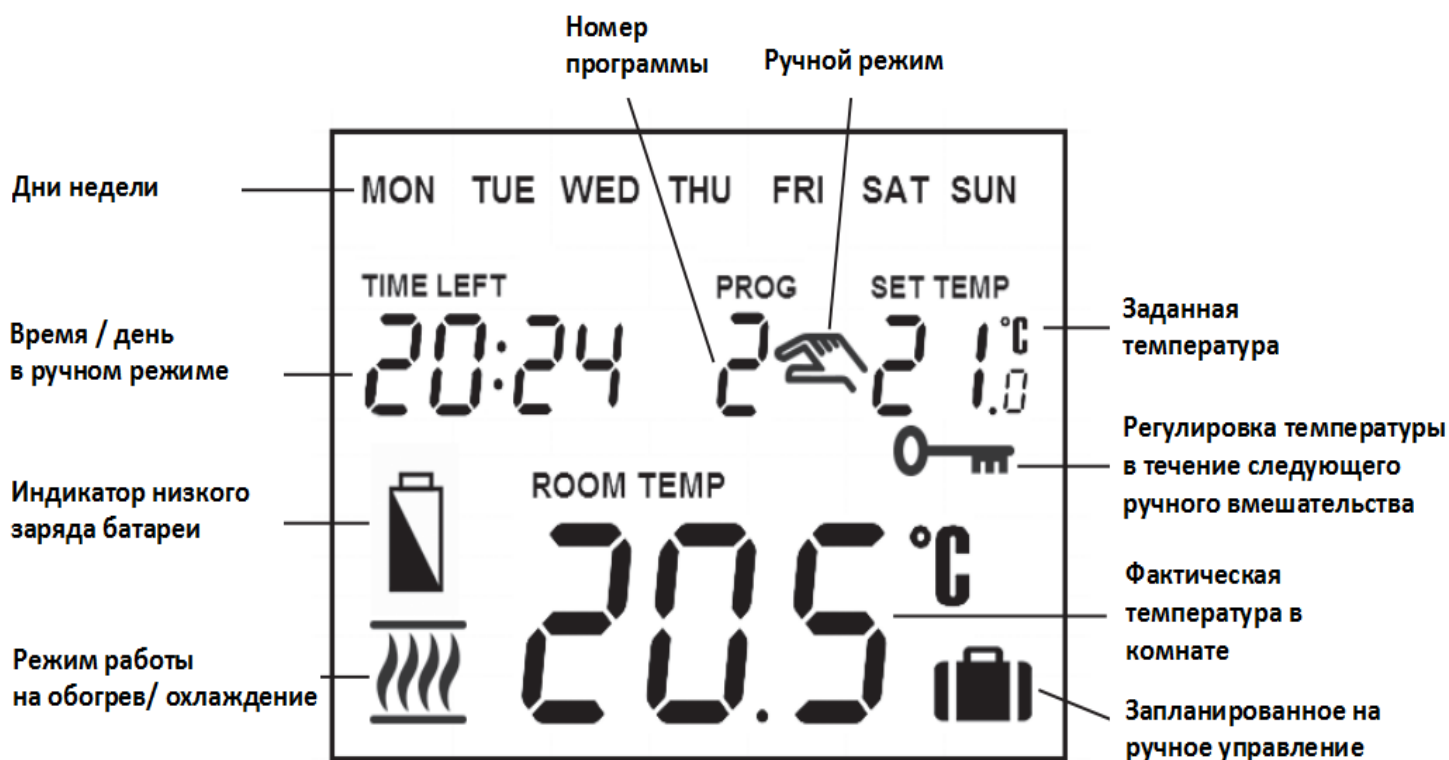 Номер
программы
Ручной режим
Дни недели
MON TUE WED THU FRI SAT SUN
TIME LEFT PROG SET TEMP
Время / день
в ручном режиме
20:24 2 21.0 °C
Заданная
температура
Регулировка температуры
в течение следующего
ручного вмешательства
Индикатор низкого
заряда батареи
ROOM TEMP
20.5 °C
Фактическая
температура в
комнате
Режим работы
на обогрев/ охлаждение
Запланированное на
ручное управление